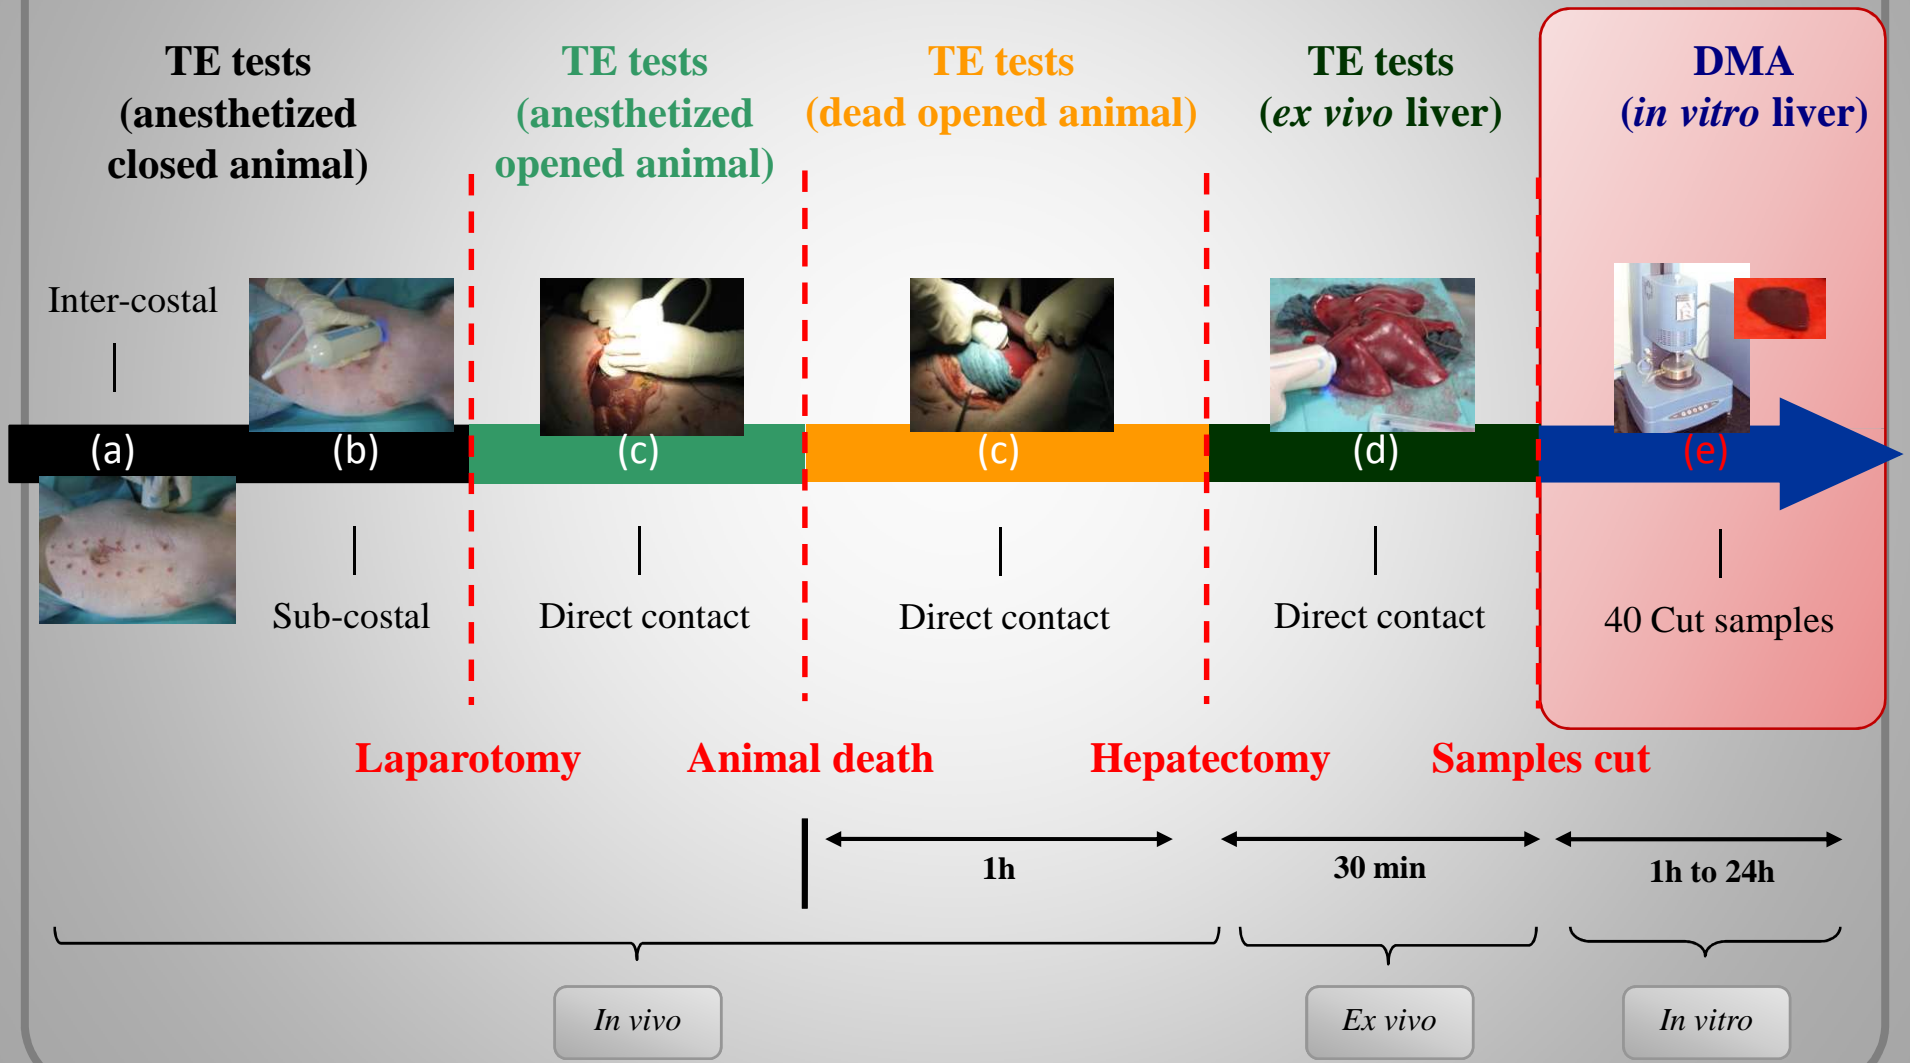 TE tests
(anesthetized
closed animal)
TE tests
(anesthetized
opened animal)
TE tests
(dead opened animal)
TE tests
(ex vivo liver)
DMA
(in vitro liver)
Inter-costal
(a)
(b)
(c)
(c)
(d)
(e)
Sub-costal
Direct contact
Direct contact
Direct contact
40 Cut samples
Laparotomy
Animal death
Hepatectomy
Samples cut
1h
30 min
1h to 24h
In vivo
Ex vivo
In vitro